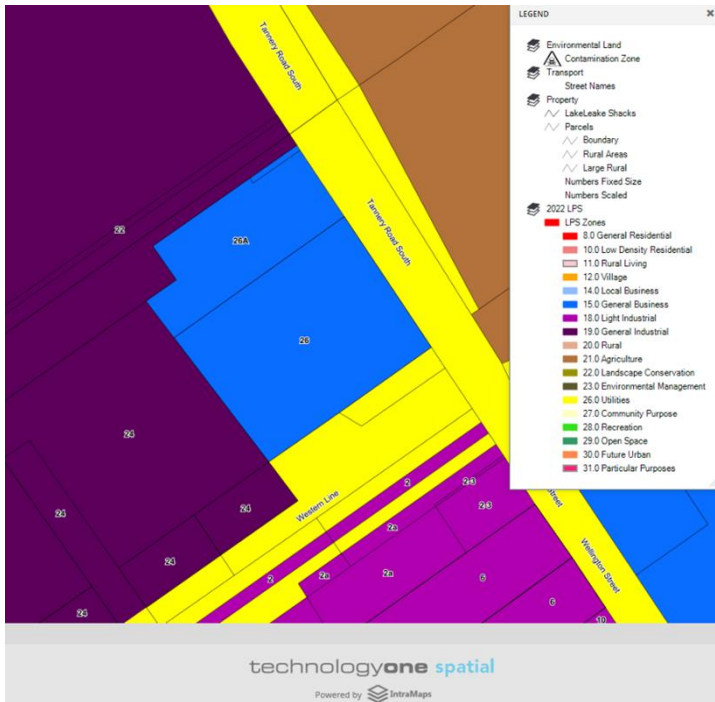 LEGEND
Environmental Land
Contamination Zone
Transport
Street Names
Property
LakeLeake Shacks
Parcels
Boundary
Rural Areas
Large Rural
Numbers Fixed Size
Numbers Scaled
2022 LPS
LPS Zones
8.0 General Residential
10.0 Low Density Residential
11.0 Rural Living
12.0 Village
14.0 Local Business
15.0 General Business
18.0 Light Industrial
19.0 General Industrial
20.0 Rural
21.0 Agriculture
22.0 Landscape Conservation
23.0 Environmental Management
26.0 Utilities
27.0 Community Purpose
28.0 Recreation
29.0 Open Space
30.0 Future Urban
31.0 Particular Purposes
Tannery Road South
Tannery Road South
22
26A
26
24
24
24
24
24
Western Line
2
2-3
2-3
2a
2a
2a
2
6
6
10
Street
Wellington Street
technologyone spatial
Powered by IntraMaps